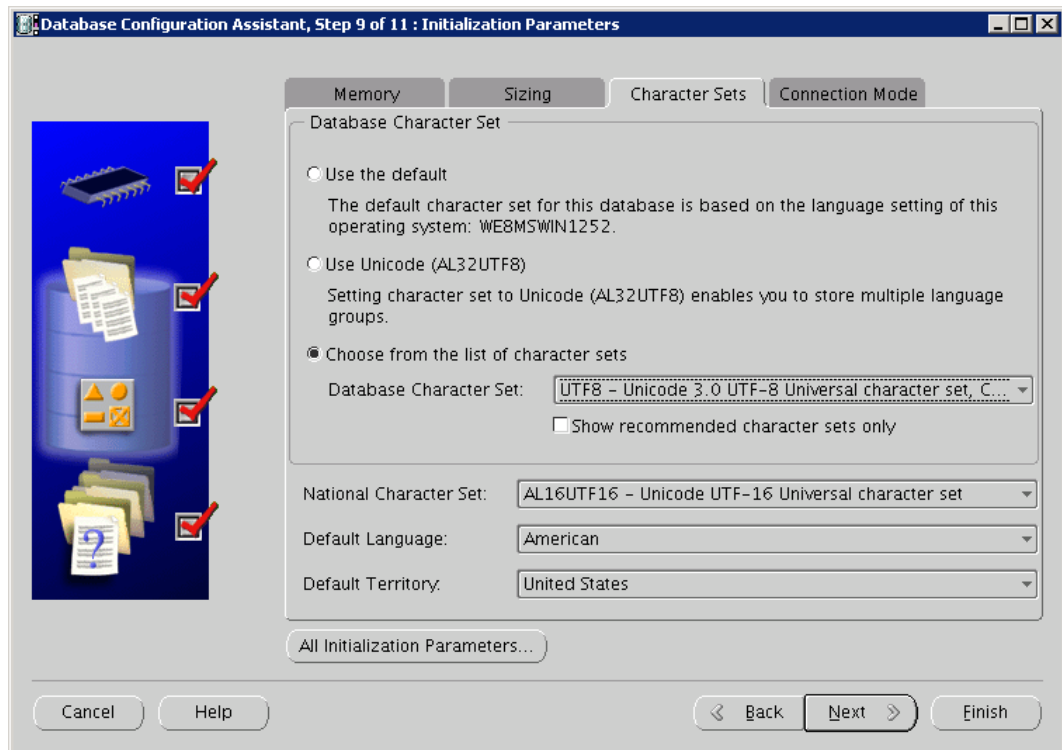 Database Configuration Assistant, Step 9 of 11 : Initialization Parameters
Memory
Sizing
Character Sets
Connection Mode
Database Character Set
Use the default
The default character set for this database is based on the language setting of this
operating system: WE8MSWIN1252.
Use Unicode (AL32UTF8)
Setting character set to Unicode (AL32UTF8) enables you to store multiple language
groups.
Choose from the list of character sets
Database Character Set: UTF8 - Unicode 3.0 UTF-8 Universal character set, C....
Show recommended character sets only
National Character Set: AL16UTF16 - Unicode UTF-16 Universal character set
Default Language: American
Default Territory: United States
?
All Initialization Parameters...
Cancel
Help
Back
Next
Finish